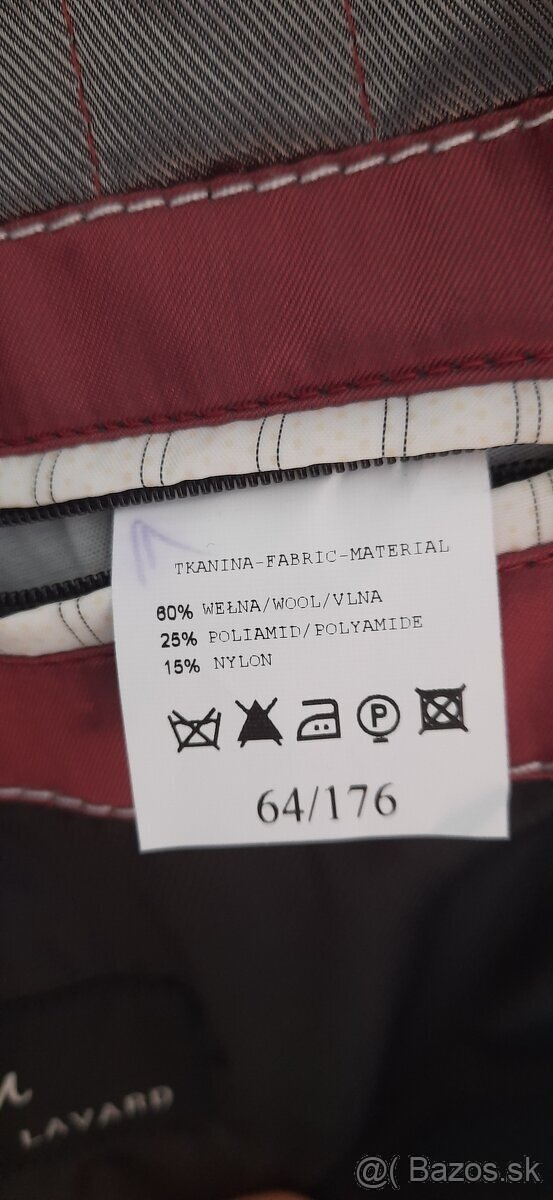 TKANINA-FABRIC-MATERIAL
60% WEŁNA/WOOL/VLNA
25% POLIAMID/POLYAMIDE
15% NYLON
P
64/176
LAVARD
@( Bazos.sk